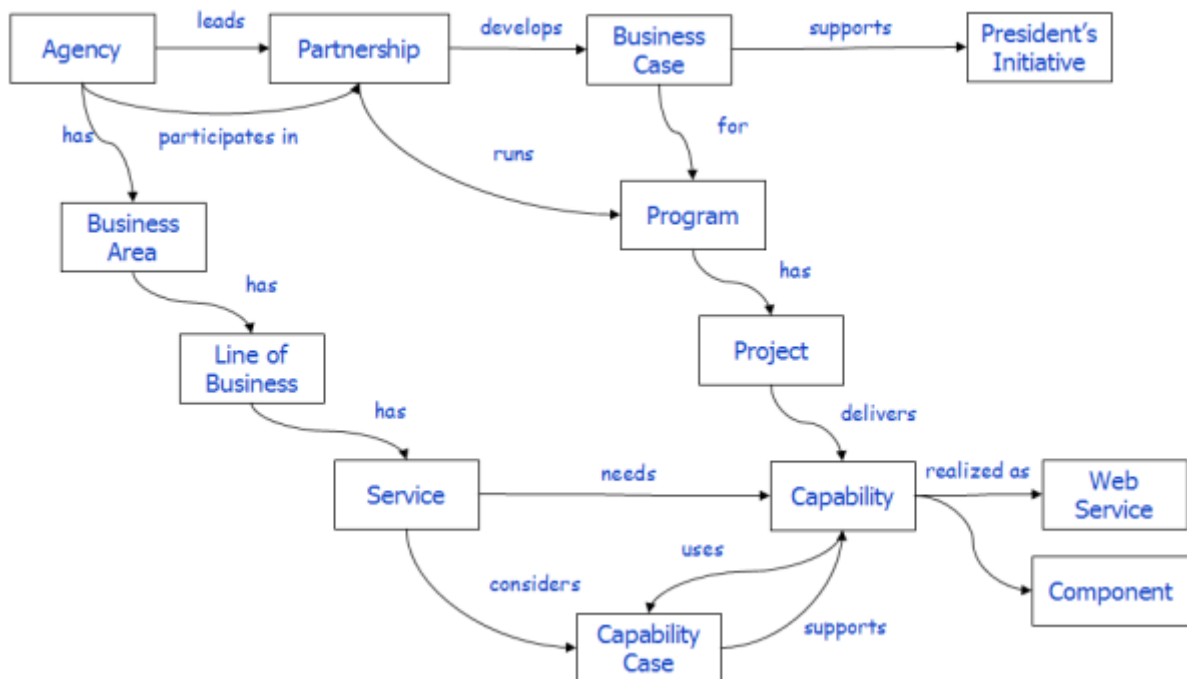 leads
develops
supports
Agency
Partnership
Business
Case
President's
Initiative
has
participates in
for
runs
Business
Area
Program
has
has
Line of
Business
Project
has
delivers
Service
needs
Capability
realized as
Web
Service
uses
considers
Capability
Case
supports
Component